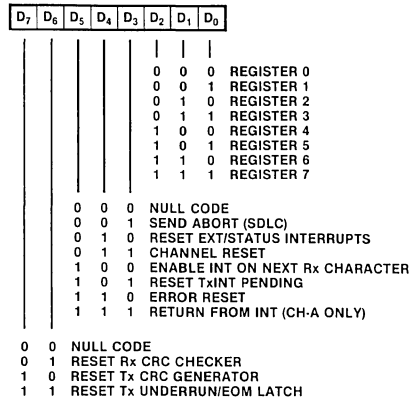 D7 D6 D5 D4 D3 D2 D1 D0
0 0 0 REGISTER 0
0 0 1 REGISTER 1
0 1 0 REGISTER 2
0 1 1 REGISTER 3
1 0 0 REGISTER 4
1 0 1 REGISTER 5
1 1 0 REGISTER 6
1 1 1 REGISTER 7
0 0 0 NULL CODE
0 0 1 SEND ABORT (SDLC)
0 1 0 RESET EXT/STATUS INTERRUPTS
0 1 1 CHANNEL RESET
1 0 0 ENABLE INT ON NEXT Rx CHARACTER
1 0 1 RESET TxINT PENDING
1 1 0 ERROR RESET
1 1 1 RETURN FROM INT (CH-A ONLY)
0 0 NULL CODE
0 1 RESET Rx CRC CHECKER
1 0 RESET Tx CRC GENERATOR
1 1 RESET Tx UNDERRUN/EOM LATCH